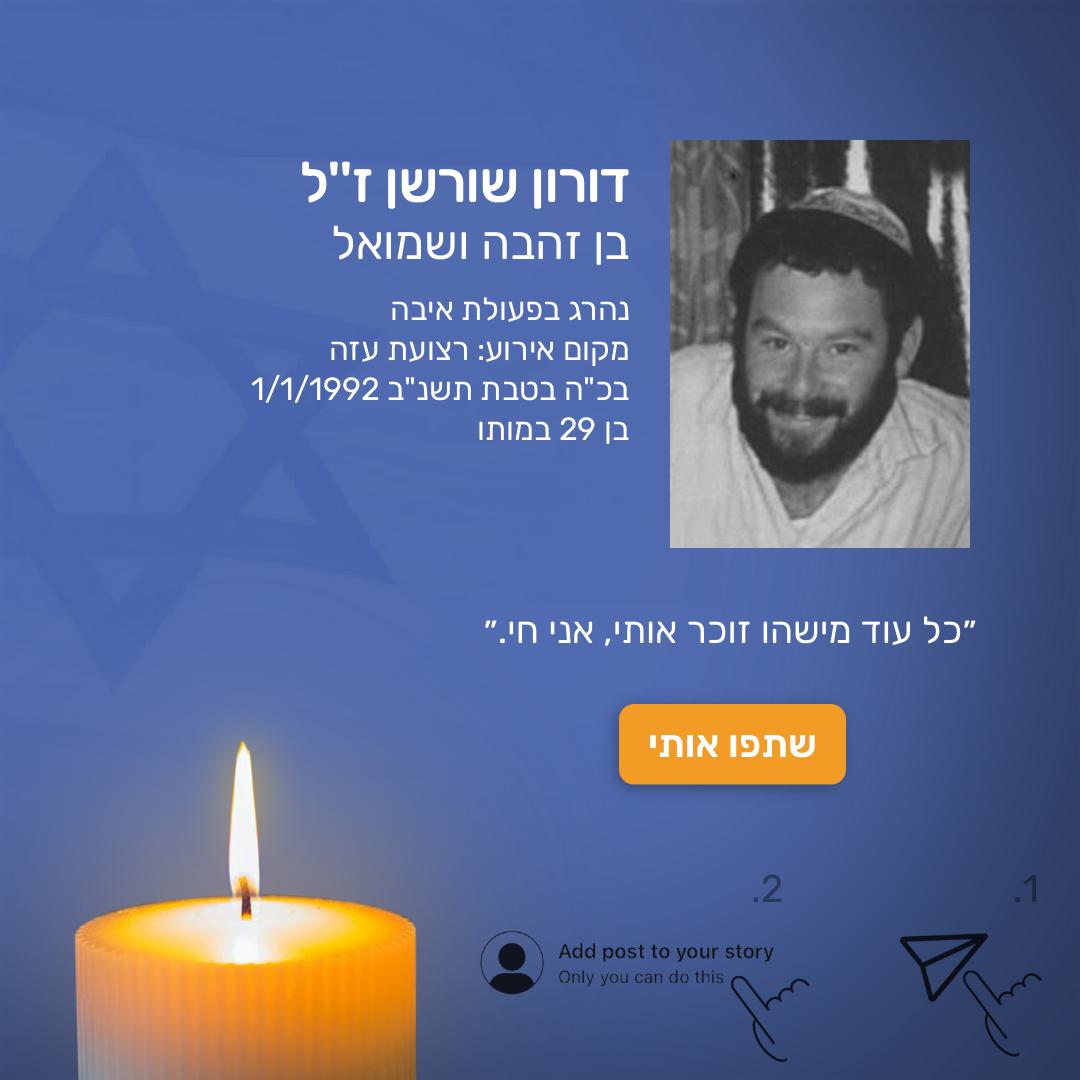 דורון שורשן ז"ל
בן זהבה ושמואל
נהרג בפעולת איבה
מקום אירוע: רצועת עזה
בכ"ה בטבת תשנ"ב 1/1/1992
בן 29 במותו
״כל עוד מישהו זוכר אותי, אני חי.״
שתפו אותי
1.
2.
Add post to your story
Only you can do this